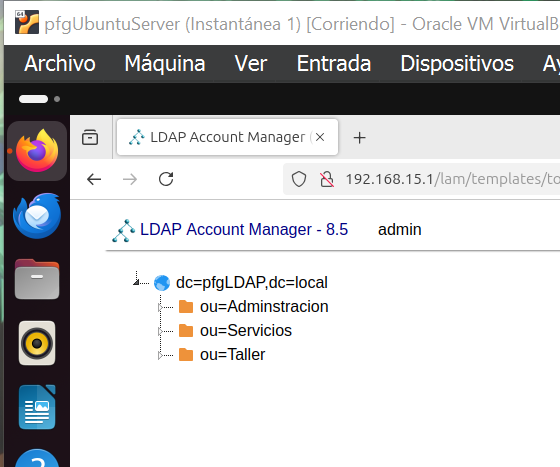 pfgUbuntuServer (Instantánea 1) [Corriendo] - Oracle VM VirtualB
Archivo Máquina Ver Entrada Dispositivos Ay
LDAP Account Manager (
192.168.15.1/lam/templates/to
LDAP Account Manager - 8.5 admin
dc=pfgLDAP,dc=local
ou=Adminstracion
ou=Servicios
ou=Taller